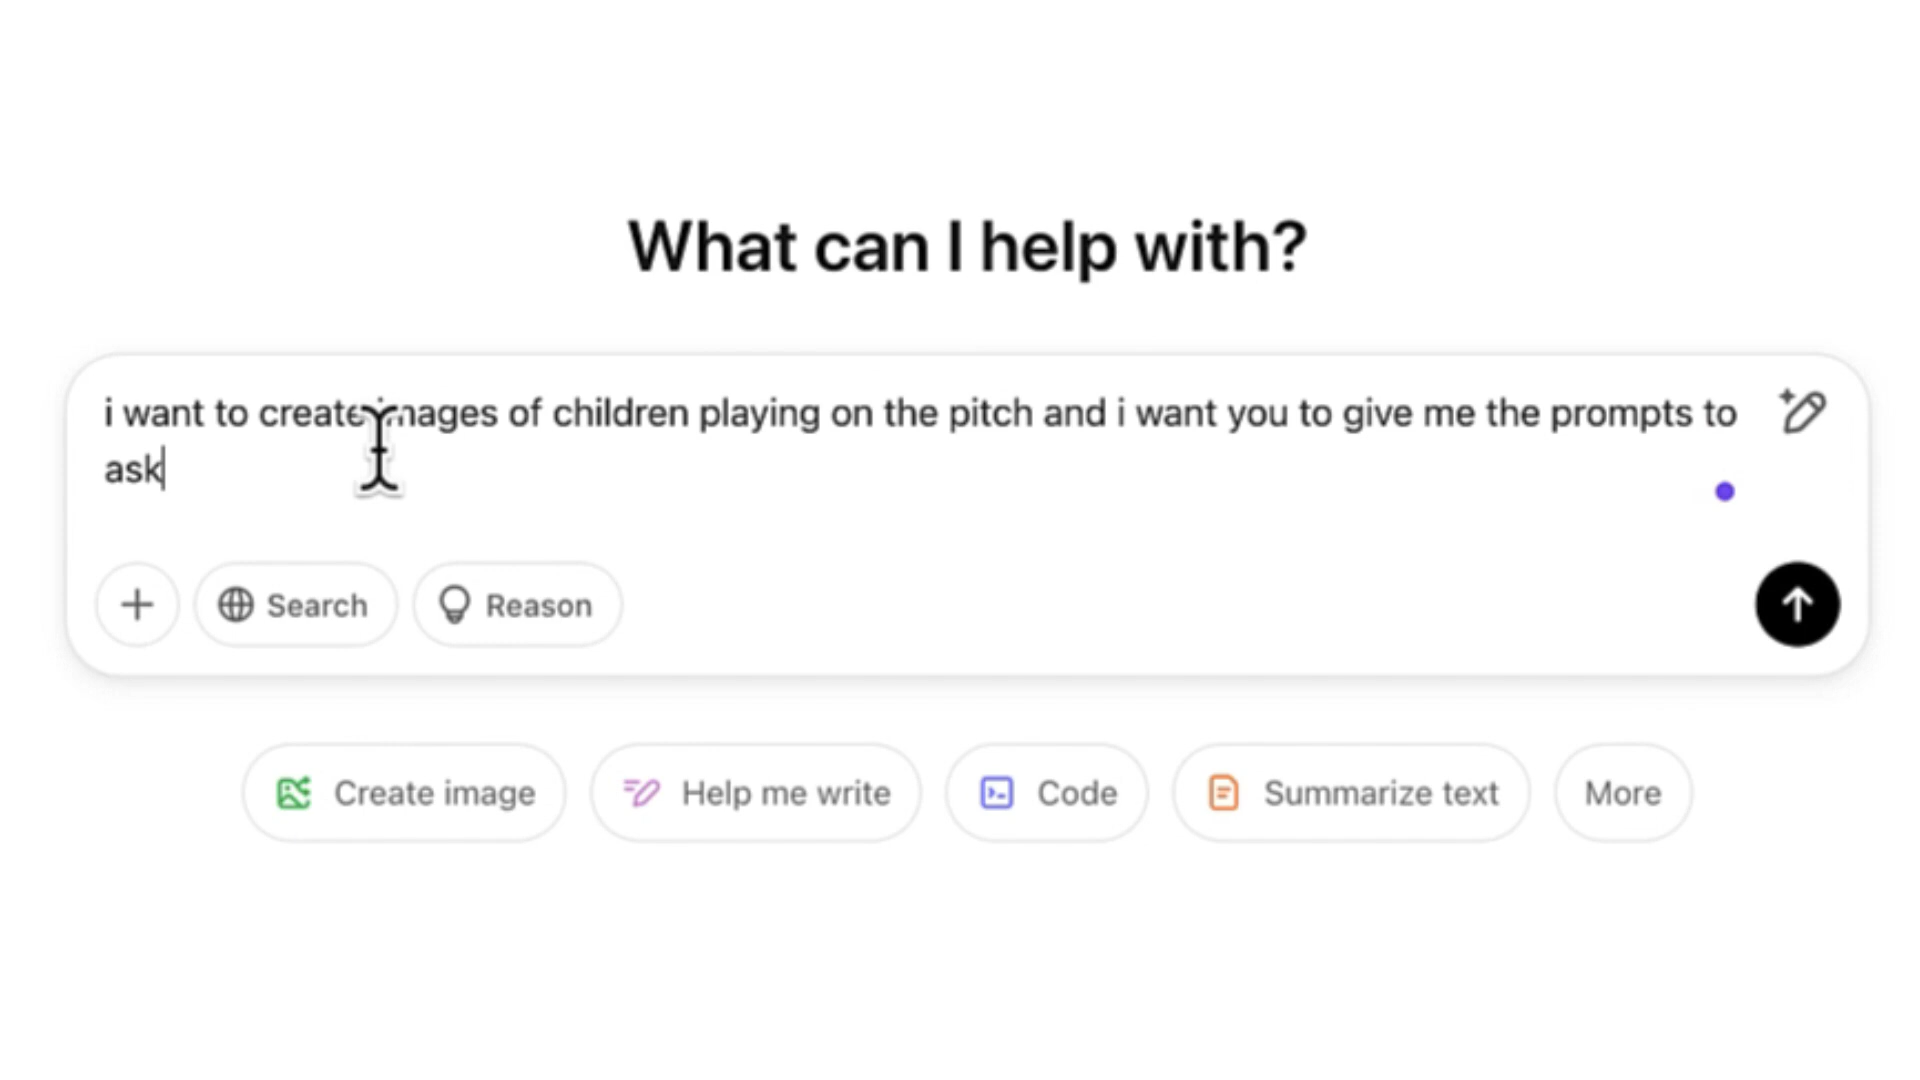 What can I help with?
i want to create images of children playing on the pitch and i want you to give me the prompts to
ask
Search
Reason
Create image
Help me write
Code
Summarize text
More